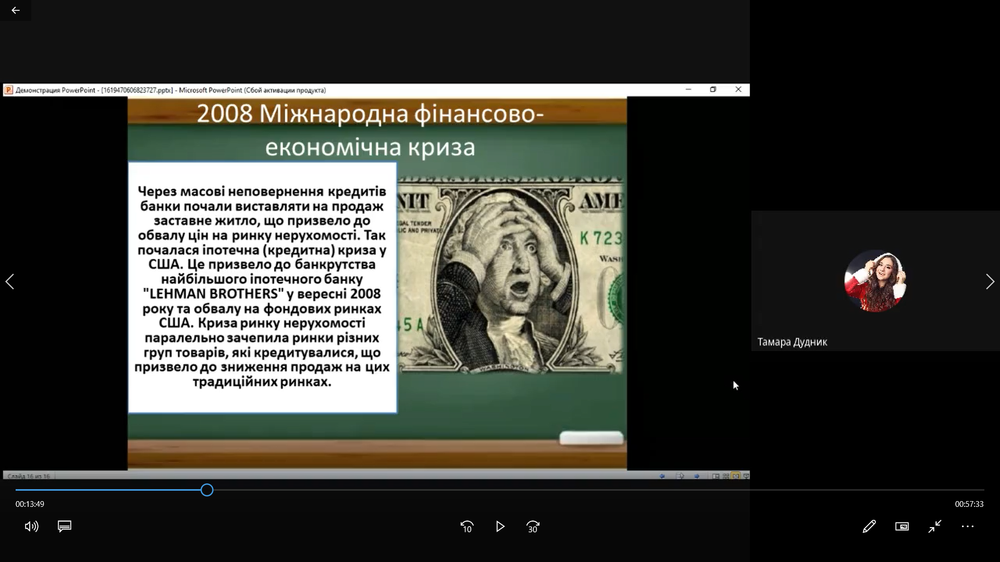 Демонстрация PowerPoint - [1619470606823727.pptx] - Microsoft PowerPoint (Сбой активации продукта)
2008 Міжнародна фінансово-
економічна криза
Через масові неповернення кредитів
банки почали виставляти на продаж
заставне житло, що призвело до
обвалу цін на ринку нерухомості. Так
почалася іпотечна (кредитна) криза у
США. Це призвело до банкрутства
найбільшого іпотечного банку
"LEHMAN BROTHERS" у вересні 2008
року та обвалу на фондових ринках
США. Криза ринку нерухомості
паралельно зачепила ринки різних
груп товарів, які кредитувалися, що
призвело до зниження продаж на цих
традиційних ринках.
NIT
AME
GAL TENDER
LIC AND PRIVATE
K 723
WASH
45 A
WASHINGTON
Тамара Дудник
Слайд 16 из 16
00:13:49
00:57:33
10
30